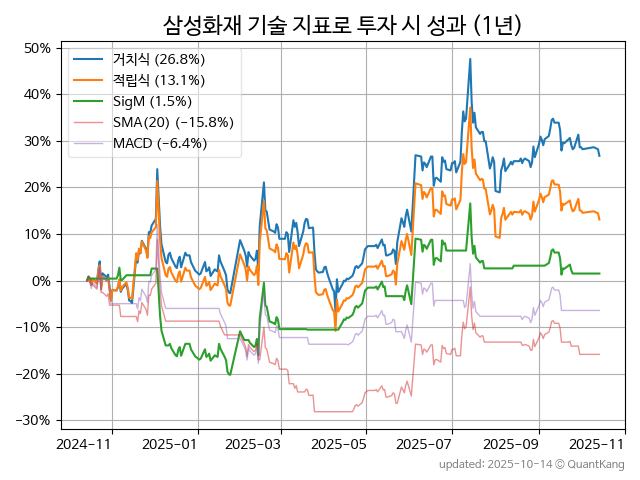 삼성화재 기술 지표로 투자 시 성과 (1년)
50%
40%
30%
20%
10%
0%
−10%
−20%
−30%
거치식 (26.8%)
적립식 (13.1%)
SigM (1.5%)
SMA(20) (−15.8%)
MACD (−6.4%)
2024−11
2025−01
2025−03
2025−05
2025−07
2025−09
2025−11
updated: 2025-10-14 © QuantKang